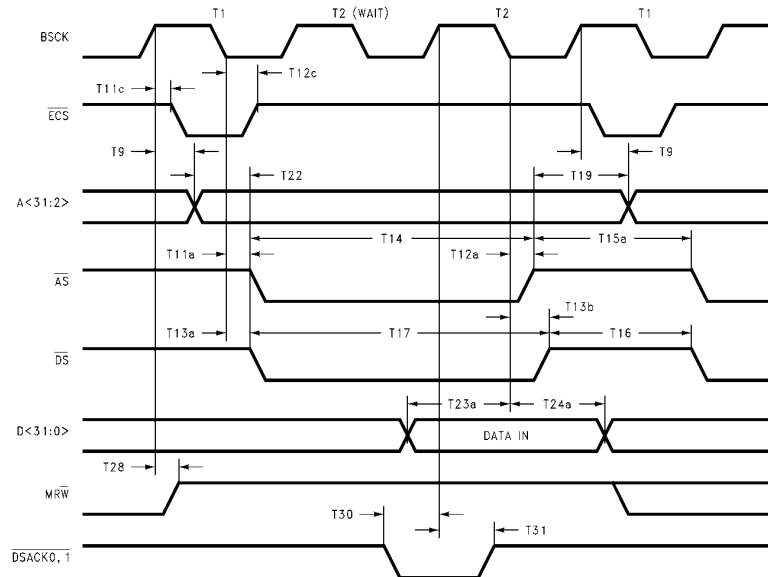 T1 T2 (WAIT) T2 T1
BSCK
T12c
T11c
ECS
T9 T9
T22 T19
A<31:2>
T14 T15a
T11a T12a
AS
T13b
T13a T17 T16
DS
T23a T24a
D<31:0> DATA IN
T28
MRW
T30 T31
DSACK0, 1